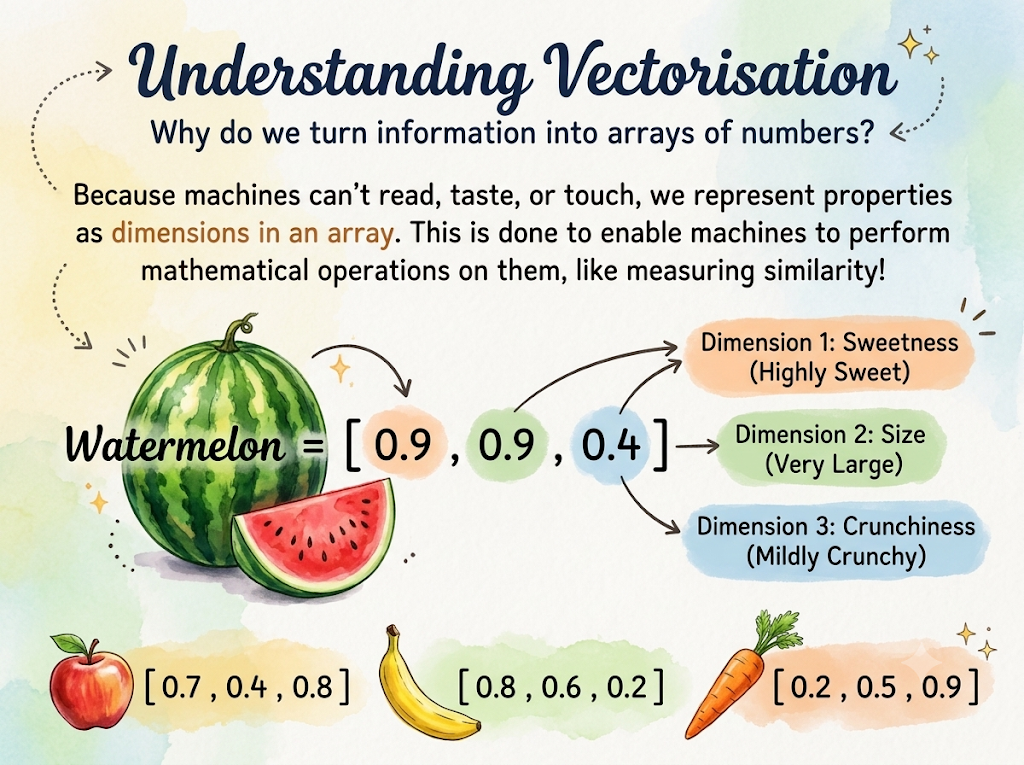 Understanding Vectorisation
Why do we turn information into arrays of numbers?
Because machines can't read, taste, or touch, we represent properties
as dimensions in an array. This is done to enable machines to perform
mathematical operations on them, like measuring similarity!
Watermelon = [ 0.9 , 0.9 , 0.4 ]
Dimension 1: Sweetness
(Highly Sweet)
Dimension 2: Size
(Very Large)
Dimension 3: Crunchiness
(Mildly Crunchy)
[ 0.7 , 0.4 , 0.8 ]
[ 0.8 , 0.6 , 0.2 ]
[ 0.2 , 0.5 , 0.9 ]